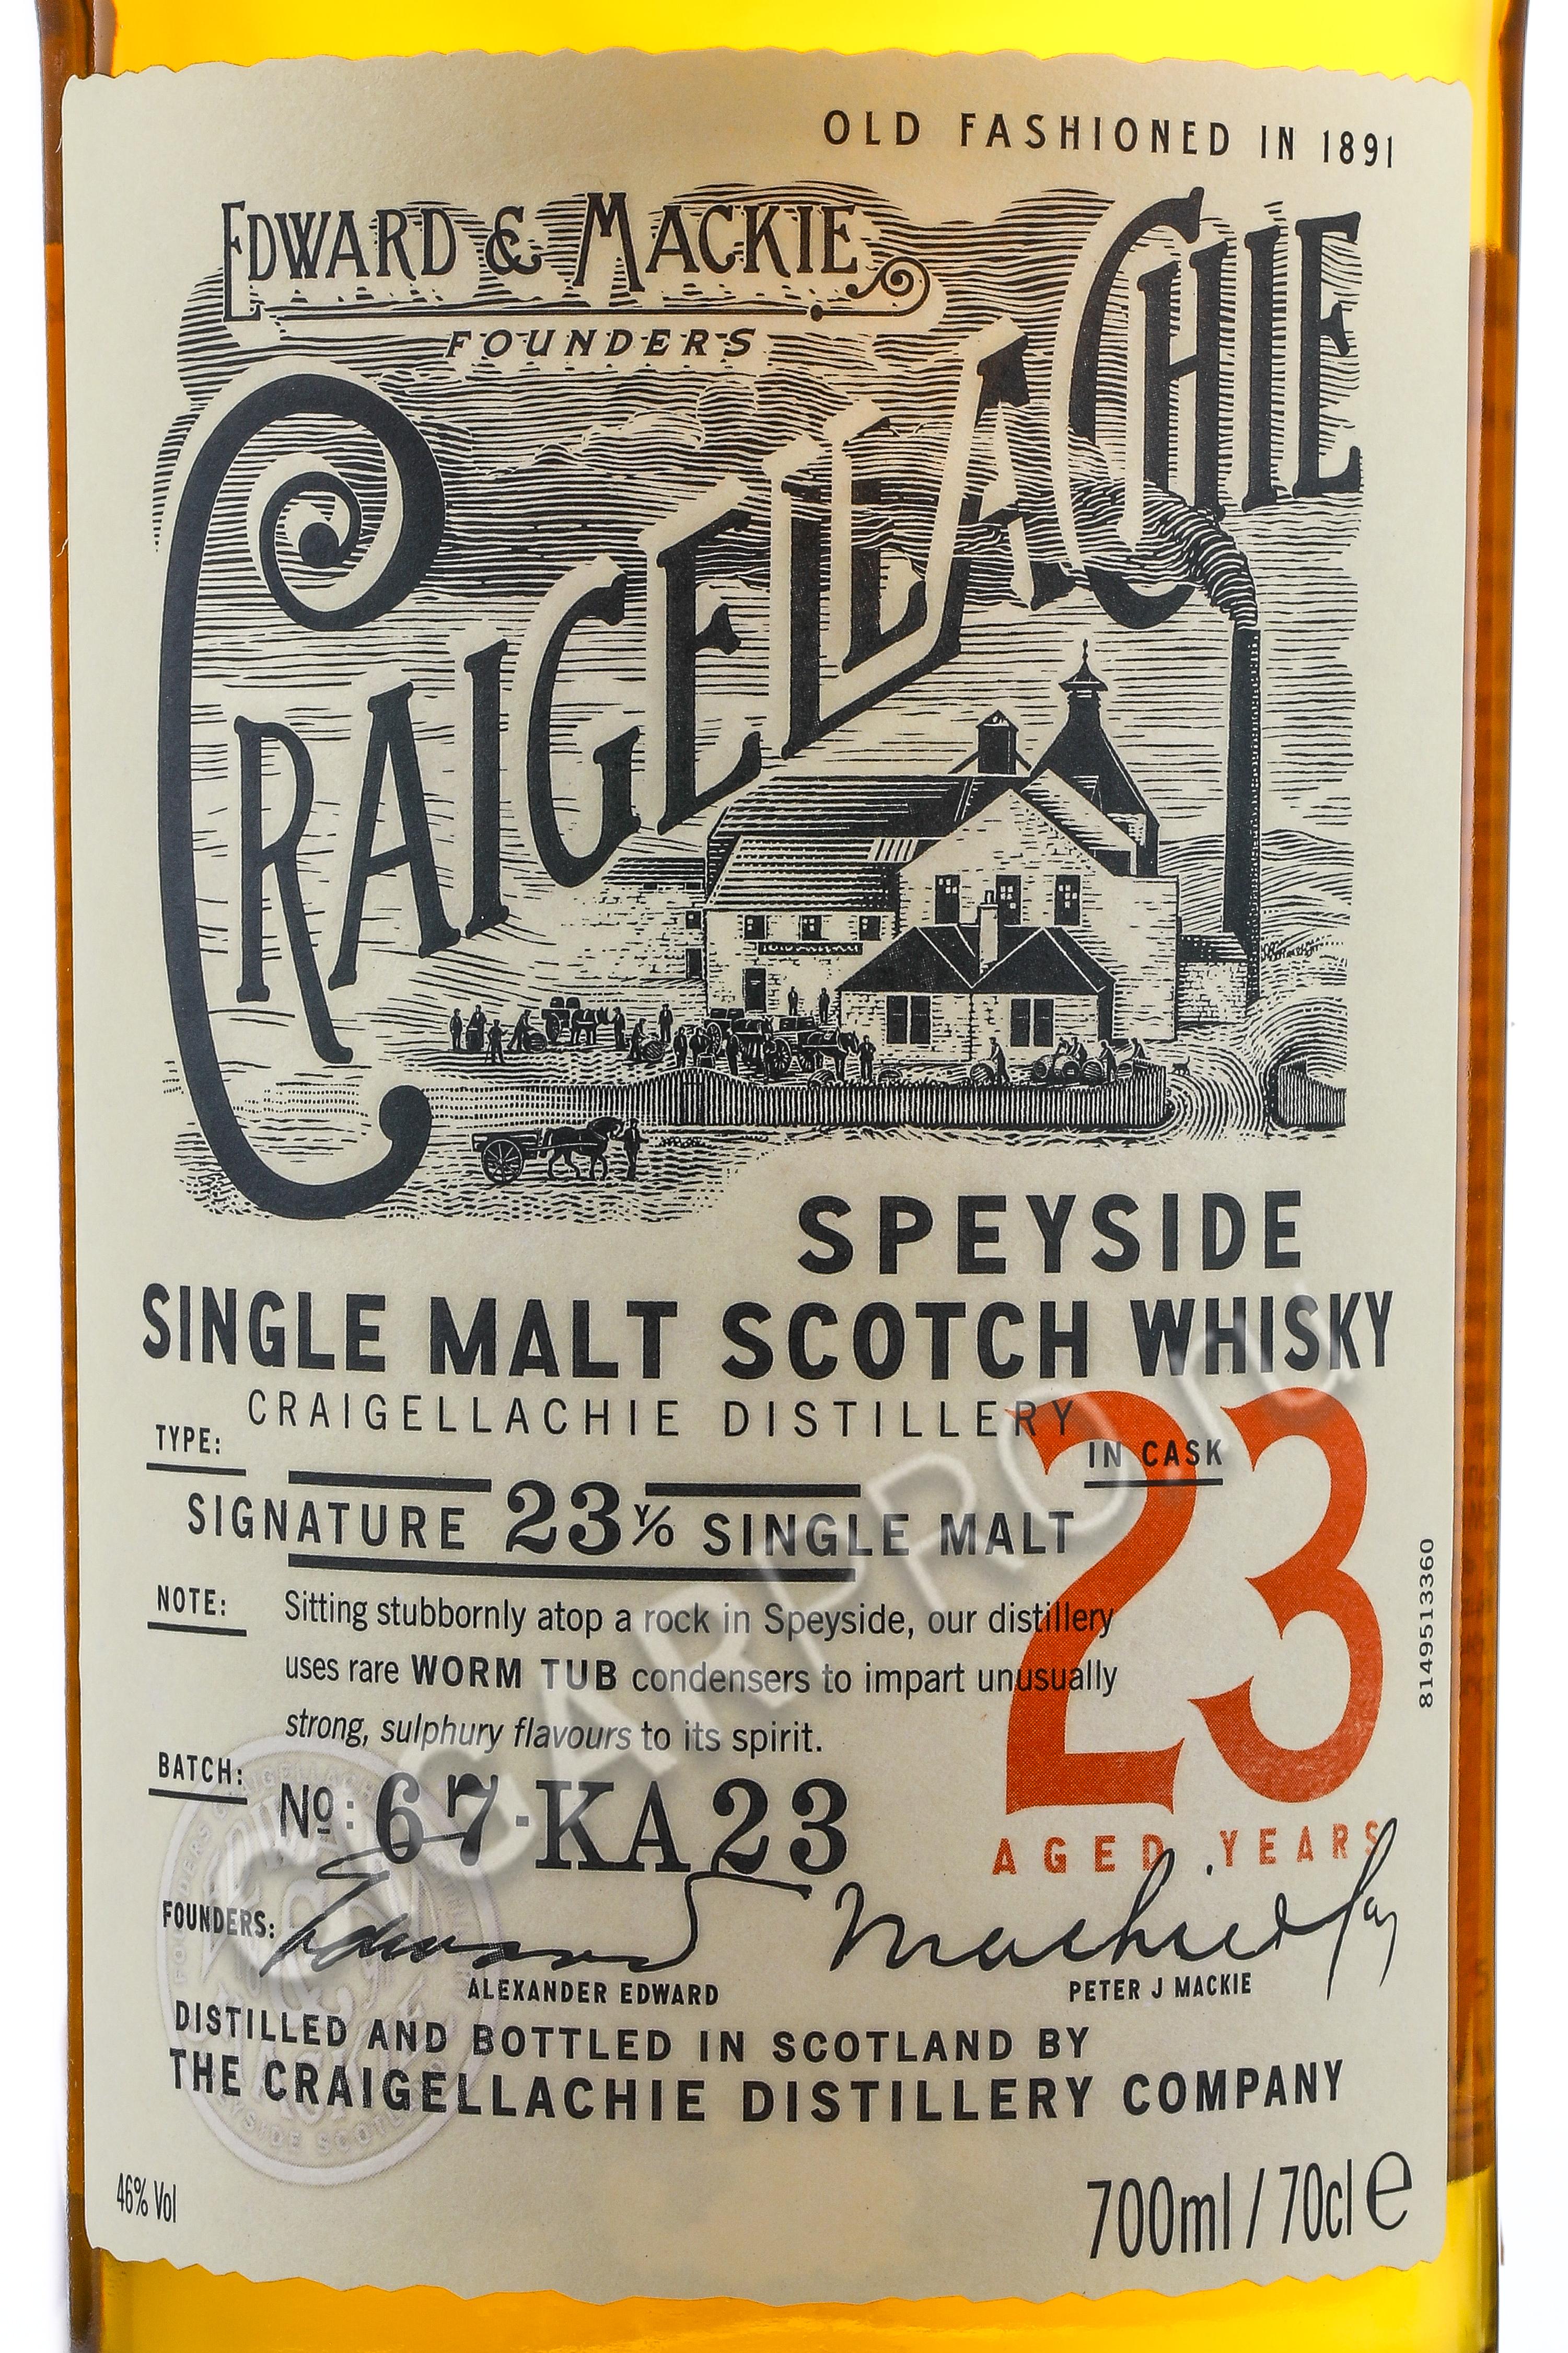 OLD FASHIONED IN 1891
EDWARD & MACKIE
FOUNDERS
CRAIGELLACHIE
SPEYSIDE
SINGLE MALT SCOTCH WHISKY
CRAIGELLACHIE DISTILLERY
TYPE:
IN CASK
SIGNATURE 23 Y/O SINGLE MALT
23
AGED YEARS
NOTE:
Sitting stubbornly atop a rock in Speyside, our distillery
uses rare WORM TUB condensers to impart unusually
strong, sulphury flavours to its spirit.
BATCH:
Nº: 67-KA23
8149513360
FOUNDERS:
ALEXANDER EDWARD
PETER J MACKIE
DISTILLED AND BOTTLED IN SCOTLAND BY
THE CRAIGELLACHIE DISTILLERY COMPANY
46% Vol
700ml / 70cl e
CARPRO.ru